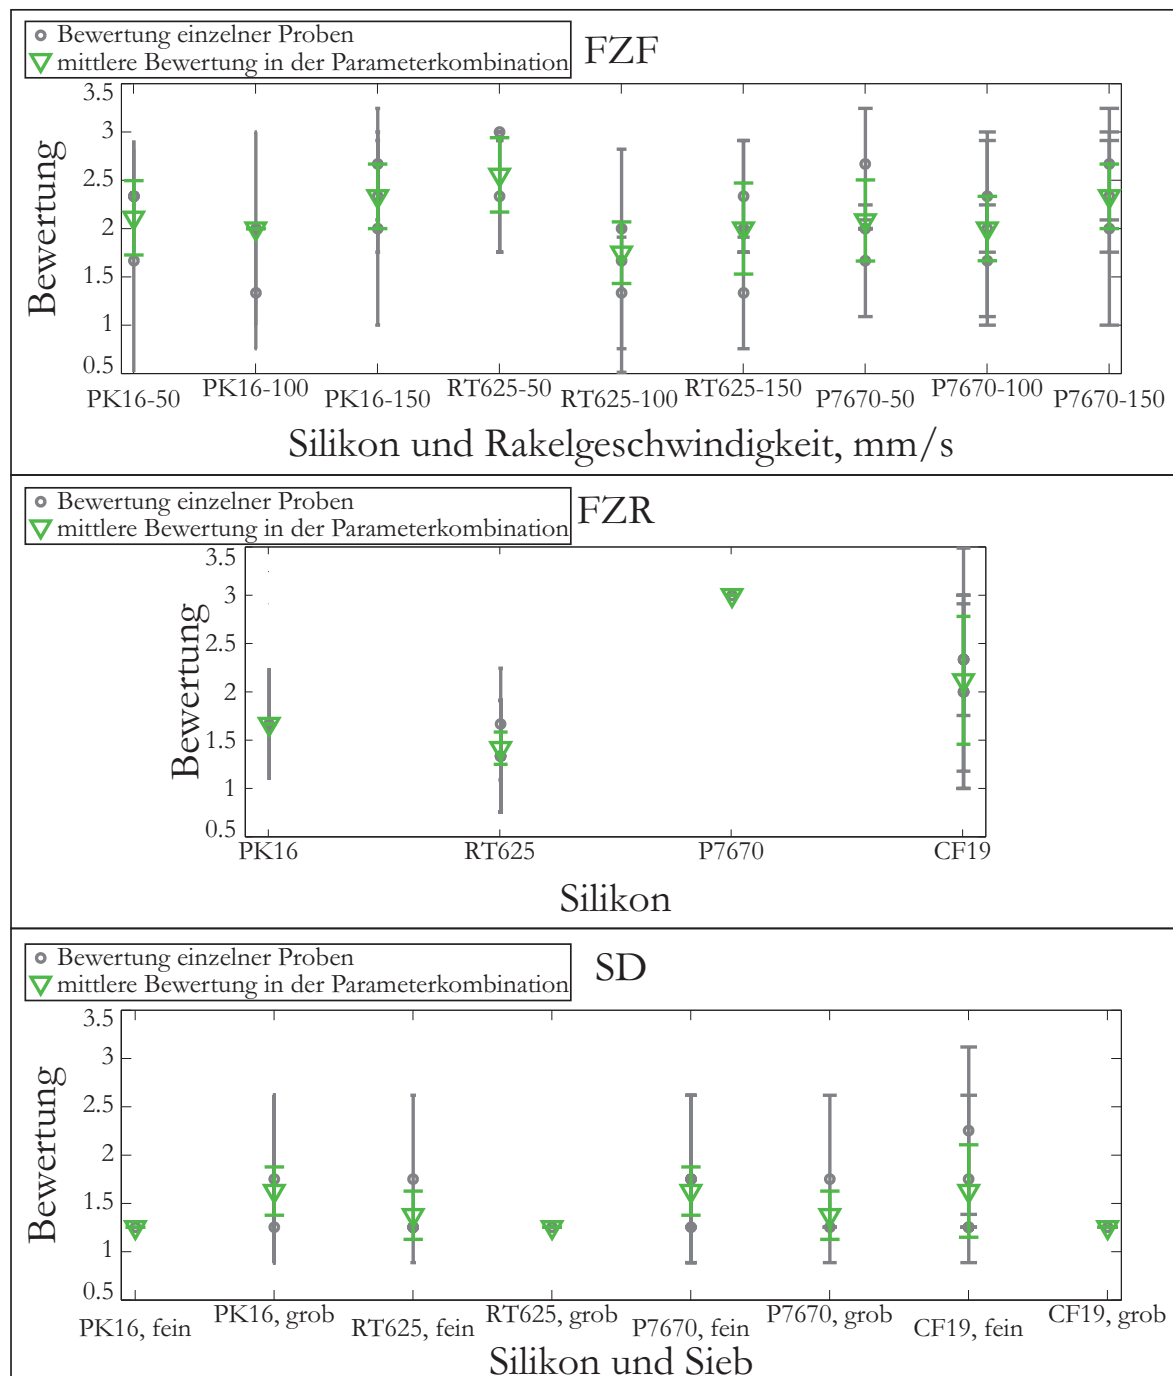 Bewertung einzelner Proben
mittlere Bewertung in der Parameterkombination
FZF
3.5
3
2.5
2
1.5
1
0.5
Bewertung
PK16-50
PK16-100
PK16-150
RT625-50
RT625-100
RT625-150
P7670-50
P7670-100
P7670-150
Silikon und Rakelgeschwindigkeit, mm/s
Bewertung einzelner Proben
mittlere Bewertung in der Parameterkombination
FZR
3.5
3
2.5
2
1.5
1
0.5
Bewertung
PK16
RT625
P7670
CF19
Silikon
Bewertung einzelner Proben
mittlere Bewertung in der Parameterkombination
SD
3.5
3
2.5
2
1.5
1
0.5
Bewertung
PK16, fein
PK16, grob
RT625, fein
RT625, grob
P7670, fein
P7670, grob
CF19, fein
CF19, grob
Silikon und Sieb